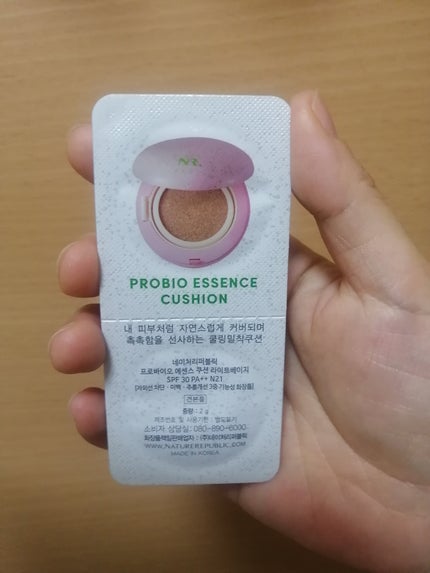 NR.
PROBIO ESSENCE
CUSHION
내 피부처럼 자연스럽게 커버되며
촉촉함을 선사하는 쿨링밀착쿠션
네이처리퍼블릭
프로바이오 에센스 쿠션 라이트베이지
SPF 30 PA++ N21
[자외선 차단 · 미백 · 주름개선 3중 기능성 화장품]
견본품
중량 : 2 g
제조번호 및 사용기한 : 별도표기
소비자 상담실 : 080-890-6000
화장품책임판매업자 : (주)네이처리퍼블릭
WWW.NATUREREPUBLIC.COM
MADE IN KOREA